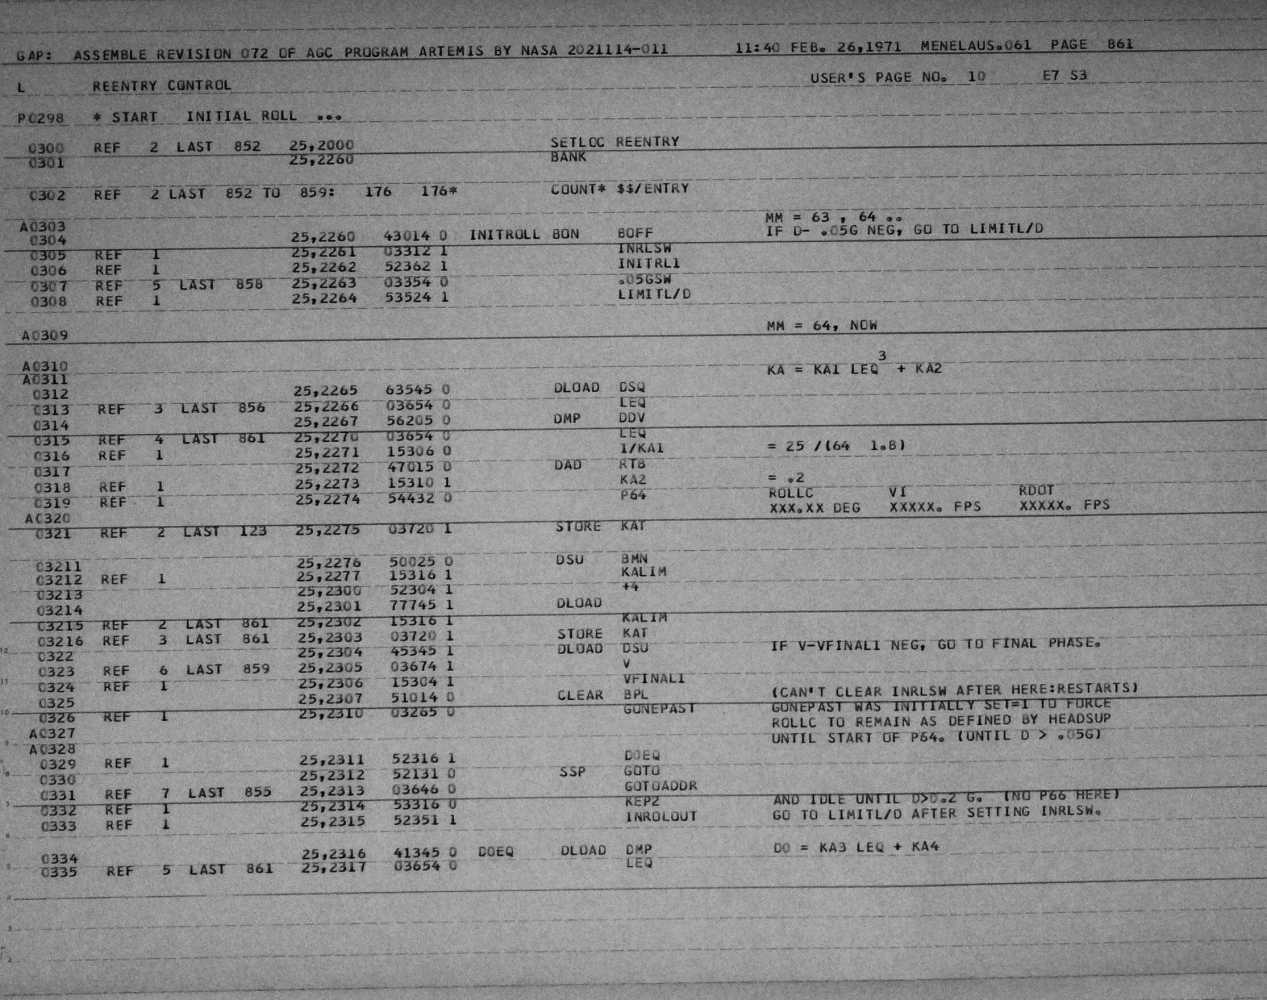 GAP: ASSEMBLE REVISION 072 OF AGC PROGRAM ARTEMIS BY NASA 2021114-011 11:40 FEB. 26,1971 MENELAUS.061 PAGE 861
L REENTRY CONTROL USER'S PAGE NO. 10 E7 S3
P0298 * START INITIAL ROLL ...
0300 REF 2 LAST 852 25,2000 SETLOC REENTRY
0301 25,2260 BANK
0302 REF 2 LAST 852 TO 859: 176 176* COUNT* $$/ENTRY
A0303 MM = 63 , 64 ..
0304 25,2260 43014 0 INITROLL BON BOFF IF D- .05G NEG, GO TO LIMITL/D
0305 REF 1 25,2261 03312 1 INRLSW
0306 REF 1 25,2262 52362 1 INITRL1
0307 REF 5 LAST 858 25,2263 03354 0 .05GSW
0308 REF 1 25,2264 53524 1 LIMITL/D
A0309 MM = 64, NOW
A0310 3
A0311 KA = KA1 LEQ + KA2
0312 25,2265 63545 0 DLOAD DSQ
0313 REF 3 LAST 856 25,2266 03654 0 LEQ
0314 25,2267 56205 0 DMP DDV
0315 REF 4 LAST 861 25,2270 03654 0 LEQ
0316 REF 1 25,2271 15306 0 1/KA1 = 25 /(64 1.8)
0317 25,2272 47015 0 DAD RTB
0318 REF 1 25,2273 15310 1 KA2 = .2
0319 REF 1 25,2274 54432 0 P64 ROLLC VI RDOT
A0320 XXX.XX DEG XXXXX. FPS XXXXX. FPS
0321 REF 2 LAST 123 25,2275 03720 1 STORE KAT
03211 25,2276 50025 0 DSU BMN
03212 REF 1 25,2277 15316 1 KALIM
03213 25,2300 52304 1 +4
03214 25,2301 77745 1 DLOAD
03215 REF 2 LAST 861 25,2302 15316 1 KALIM
03216 REF 3 LAST 861 25,2303 03720 1 STORE KAT
0322 25,2304 45345 1 DLOAD DSU IF V-VFINAL1 NEG, GO TO FINAL PHASE.
0323 REF 6 LAST 859 25,2305 03674 1 V
0324 REF 1 25,2306 15304 1 VFINAL1
0325 25,2307 51014 0 CLEAR BPL (CAN'T CLEAR INRLSW AFTER HERE:RESTARTS)
0326 REF 1 25,2310 03265 0 GONEPAST GONEPAST WAS INITIALLY SET=1 TO FORCE
A0327 ROLLC TO REMAIN AS DEFINED BY HEADSUP
A0328 UNTIL START OF P64. (UNTIL D > .05G)
0329 REF 1 25,2311 52316 1 D0EQ
0330 25,2312 52131 0 SSP GOTO
0331 REF 7 LAST 855 25,2313 03646 0 GOTOADDR
0332 REF 1 25,2314 53316 0 KEP2 AND IDLE UNTIL D>0.2 G. (NO P66 HERE)
0333 REF 1 25,2315 52351 1 INROLOUT GO TO LIMITL/D AFTER SETTING INRLSW.
0334 25,2316 41345 0 D0EQ DLOAD DMP D0 = KA3 LEQ + KA4
0335 REF 5 LAST 861 25,2317 03654 0 LEQ